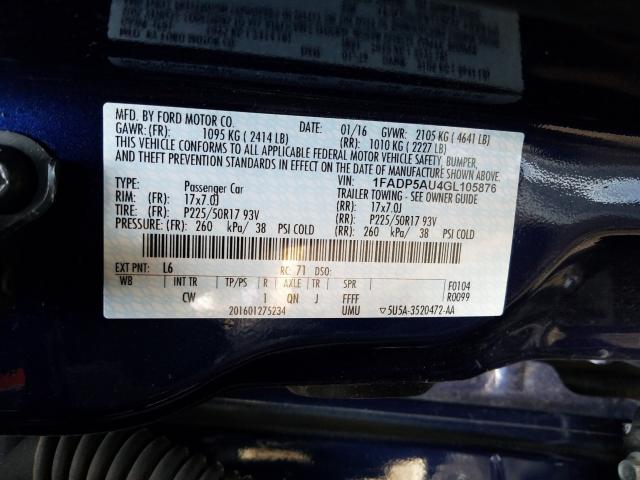 MFD. BY FORD MOTOR CO.
DATE: 01/16 GVWR: 2105 KG ( 4641 LB)
GAWR: (FR): 1095 KG ( 2414 LB) (RR): 1010 KG ( 2227 LB)
THIS VEHICLE CONFORMS TO ALL APPLICABLE FEDERAL MOTOR VEHICLE SAFETY, BUMPER,
AND THEFT PREVENTION STANDARDS IN EFFECT ON THE DATE OF MANUFACTURE SHOWN ABOVE.
VIN: 1FADP5AU4GL105876
TYPE: Passenger Car TRAILER TOWING - SEE OWNER GUIDE
RIM: (FR): 17x7.0J (RR): 17x7.0J
TIRE: (FR): P225/50R17 93V (RR): P225/50R17 93V
PRESSURE: (FR): 260 kPa/ 38 PSI COLD (RR): 260 kPa/ 38 PSI COLD
EXT PNT: L6 RC: 71 DSO:
WB INT TR TP/PS R AXLE TR SPR F0104
CW 1 QN J FFFF R0099
201601275234 UMU ▽5U5A-3520472-AA